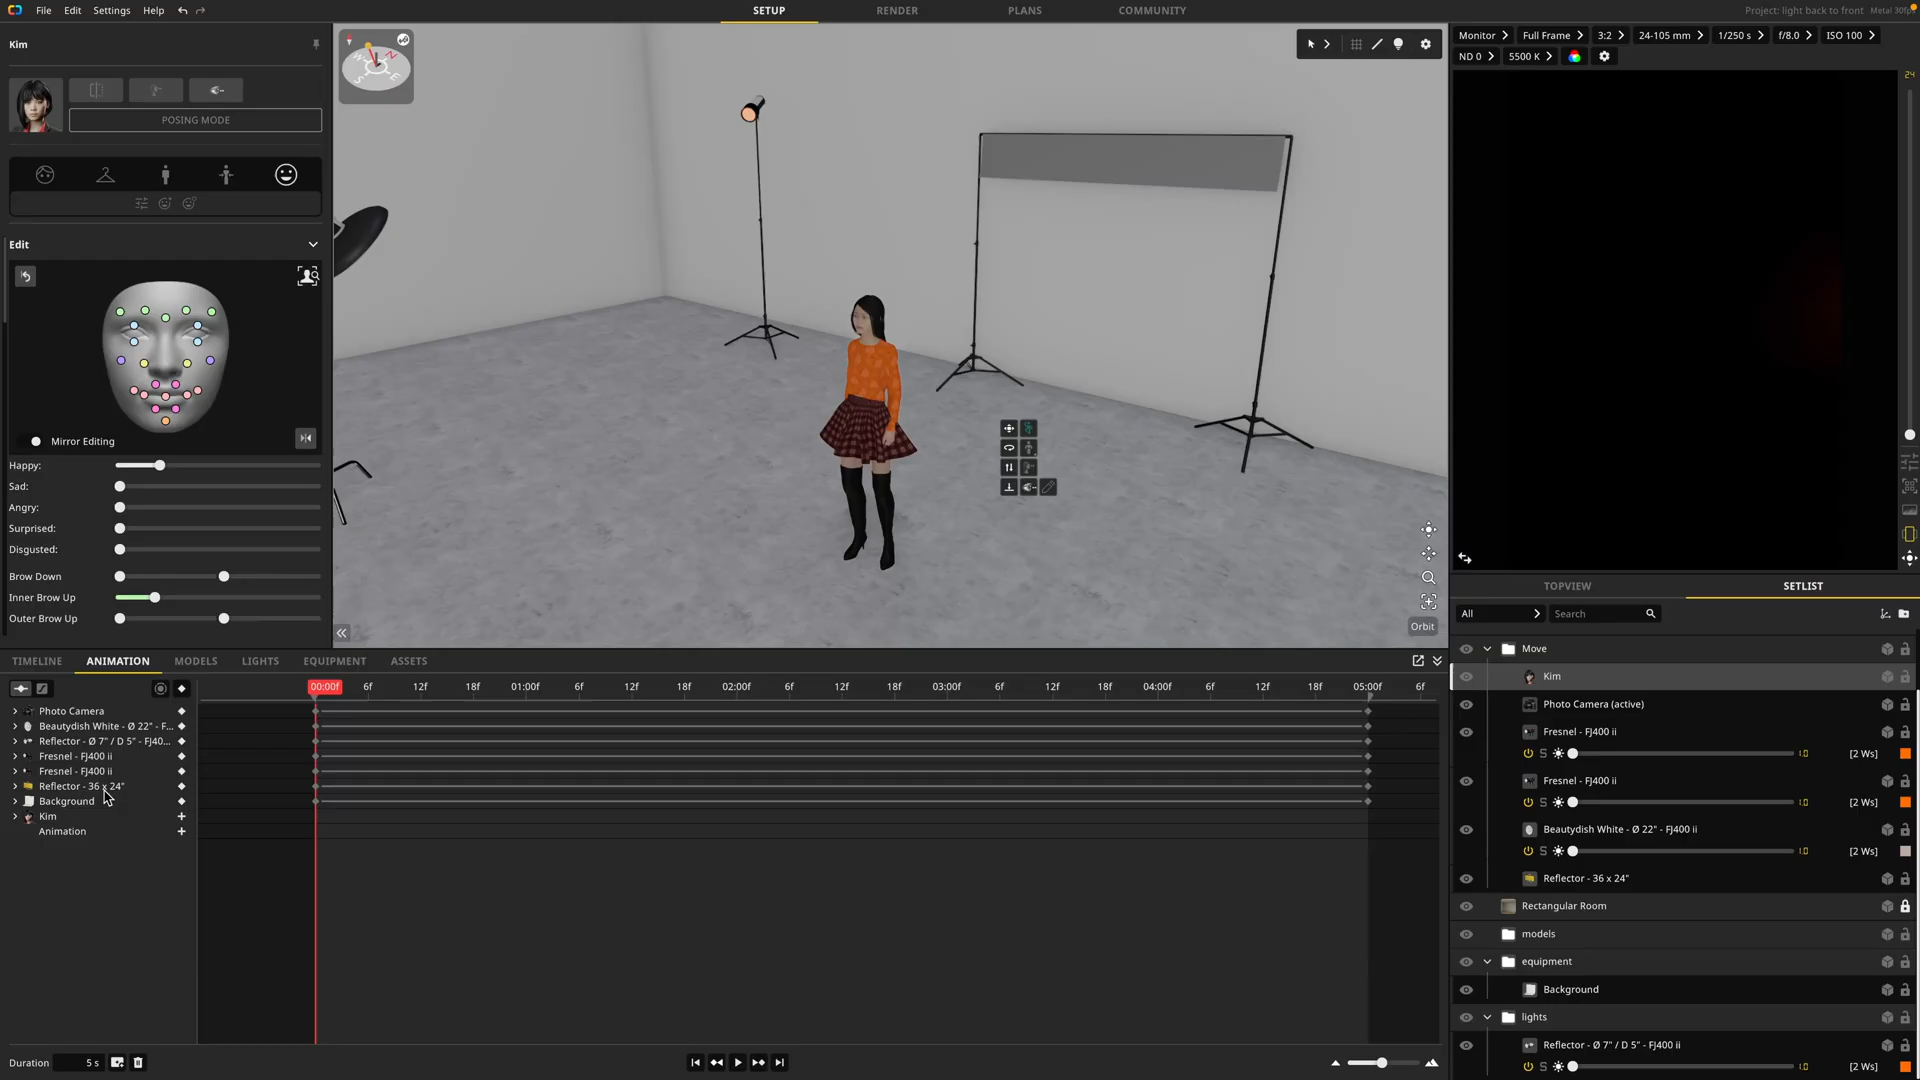 File Edit Settings Help
SETUP RENDER PLANS COMMUNITY
Project: light back to front Metal 30fps
Kim
POSING MODE
Edit
Mirror Editing
Happy:
Sad:
Angry:
Surprised:
Disgusted:
Brow Down
Inner Brow Up
Outer Brow Up
N
W
E
S
Orbit
Monitor Full Frame 3:2 24-105 mm 1/250 s f/8.0 ISO 100
ND 0 5500 K
24
TOPVIEW SETLIST
All Search
Move
Kim
Photo Camera (active)
Fresnel - FJ400 ii
S [2 Ws]
Fresnel - FJ400 ii
S [2 Ws]
Beautydish White - Ø 22" - FJ400 ii
S [2 Ws]
Reflector - 36 x 24"
Rectangular Room
models
equipment
Background
lights
Reflector - Ø 7" / D 5" - FJ400 ii
S [2 Ws]
TIMELINE ANIMATION MODELS LIGHTS EQUIPMENT ASSETS
00:00f 6f 12f 18f 01:00f 6f 12f 18f 02:00f 6f 12f 18f 03:00f 6f 12f 18f 04:00f 6f 12f 18f 05:00f 6f
Photo Camera
Beautydish White - Ø 22" - F...
Reflector - Ø 7" / D 5" - FJ40...
Fresnel - FJ400 ii
Fresnel - FJ400 ii
Reflector - 36 x 24"
Background
Kim
Animation
Duration 5 s